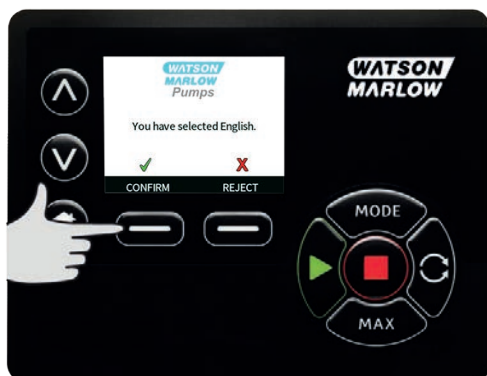 WATSON
MARLOW
Pumps
You have selected English.
CONFIRM REJECT
WATSON
MARLOW
MODE
MAX